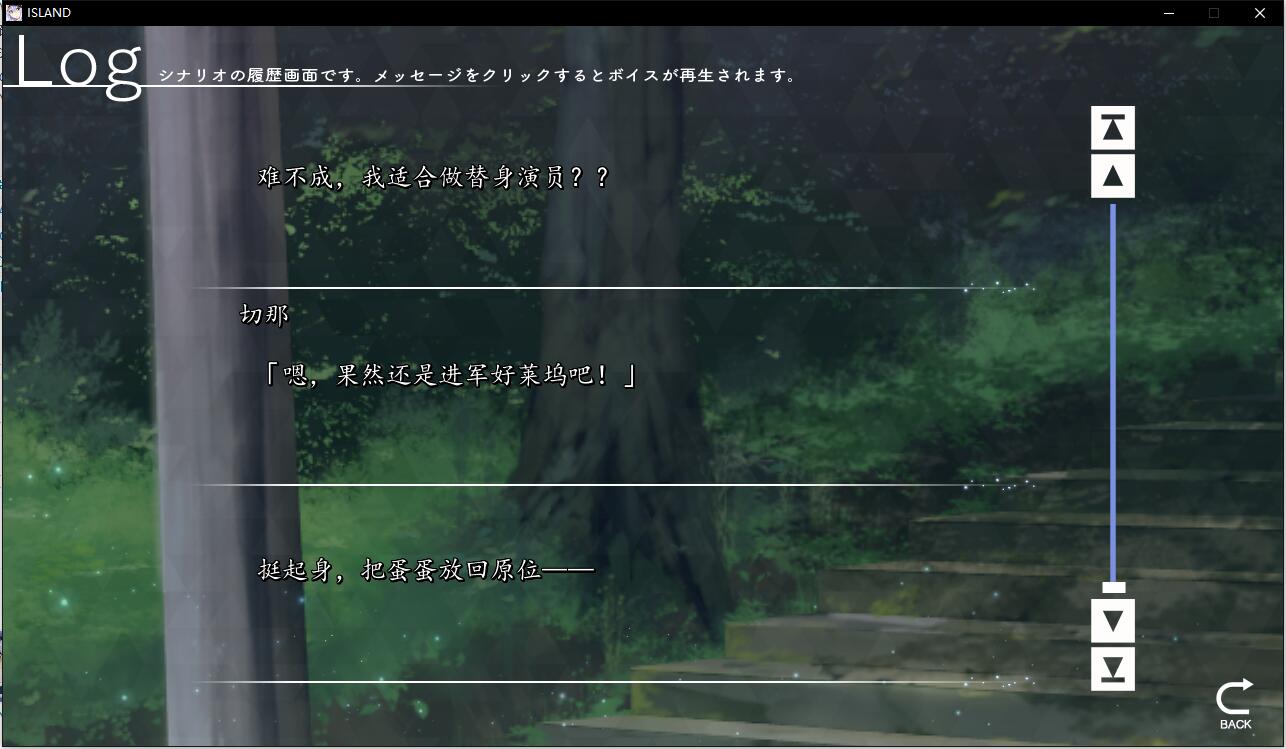 ISLAND
Log
シナリオの履歴画面です。メッセージをクリックするとボイスが再生されます。
难不成，我适合做替身演员？？
切那
「嗯，果然还是进军好莱坞吧！」
挺起身，把蛋蛋放回原位——
BACK